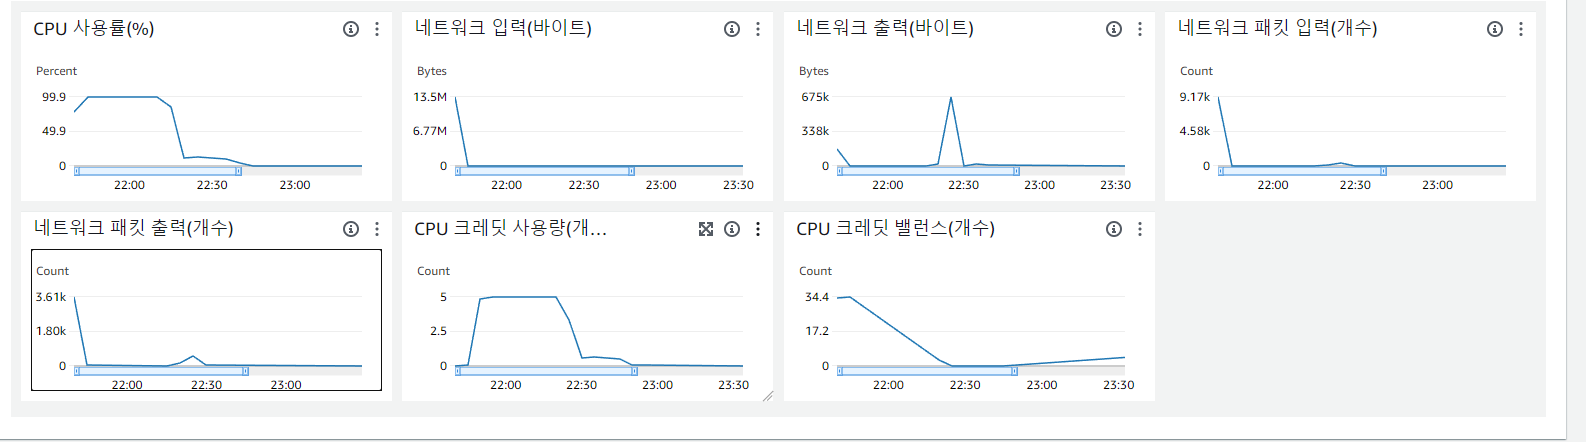 CPU 사용률(%)
Percent
99.9
49.9
0
22:00 22:30 23:00
네트워크 입력(바이트)
Bytes
13.5M
6.77M
0
22:00 22:30 23:00 23:30
네트워크 출력(바이트)
Bytes
675k
338k
0
22:00 22:30 23:00 23:30
네트워크 패킷 입력(개수)
Count
9.17k
4.58k
0
22:00 22:30 23:00
네트워크 패킷 출력(개수)
Count
3.61k
1.80k
0
22:00 22:30 23:00
CPU 크레딧 사용량(개...
Count
5
2.5
0
22:00 22:30 23:00 23:30
CPU 크레딧 밸런스(개수)
Count
34.4
17.2
0
22:00 22:30 23:00 23:30